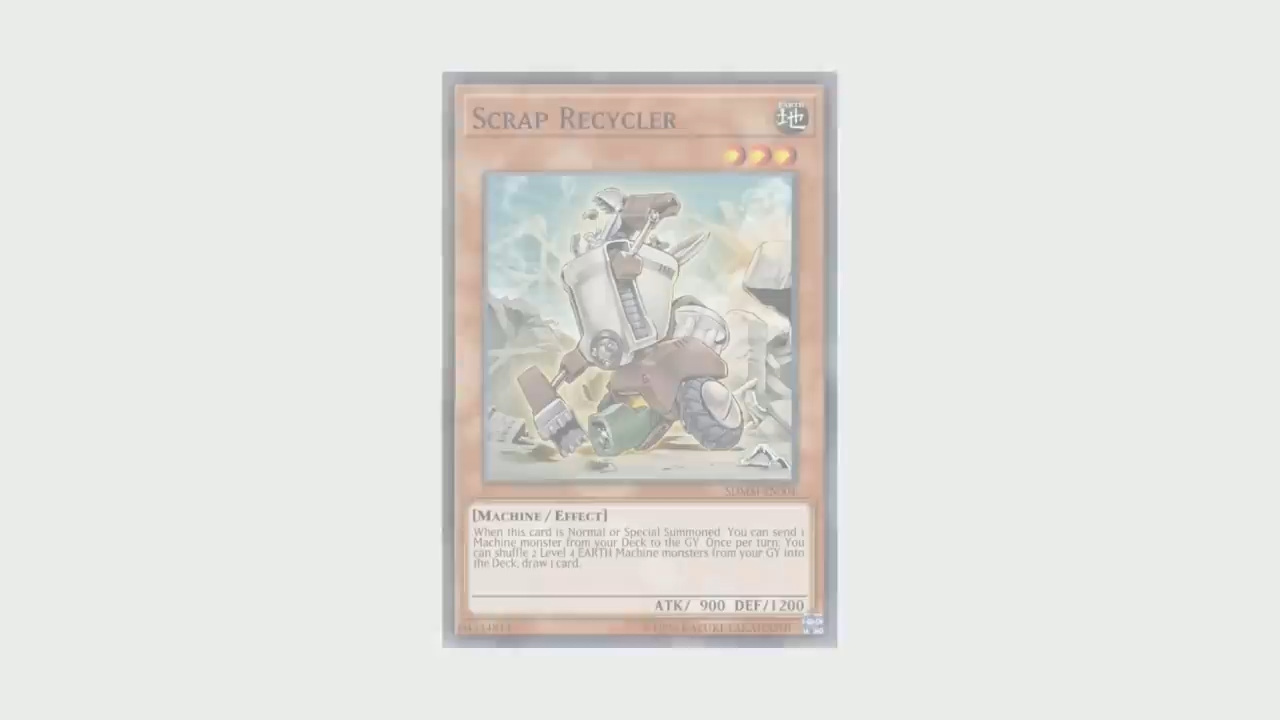 SCRAP RECYCLER
EARTH
地
[MACHINE / EFFECT]
When this card is Normal or Special Summoned: You can send 1
Machine monster from your Deck to the GY. Once per turn: You
can shuffle 2 Level 4 EARTH Machine monsters from your GY into
the Deck; draw 1 card.
ATK/ 900 DEF/1200